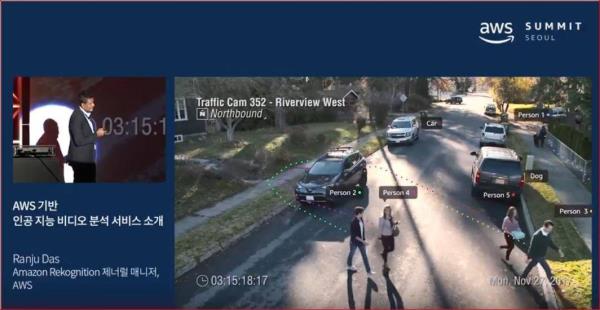 aws SUMMIT
SEOUL
Traffic Cam 352 - Riverview West
N Northbound
03:15:1
Person 1
Car
Dog
Person 2
Person 4
Person 5
Person 3
AWS 기반
인공 지능 비디오 분석 서비스 소개
Ranju Das
Amazon Rekognition 제너럴 매니저,
AWS
03:15:18:17
Mon, Nov 27, 2017